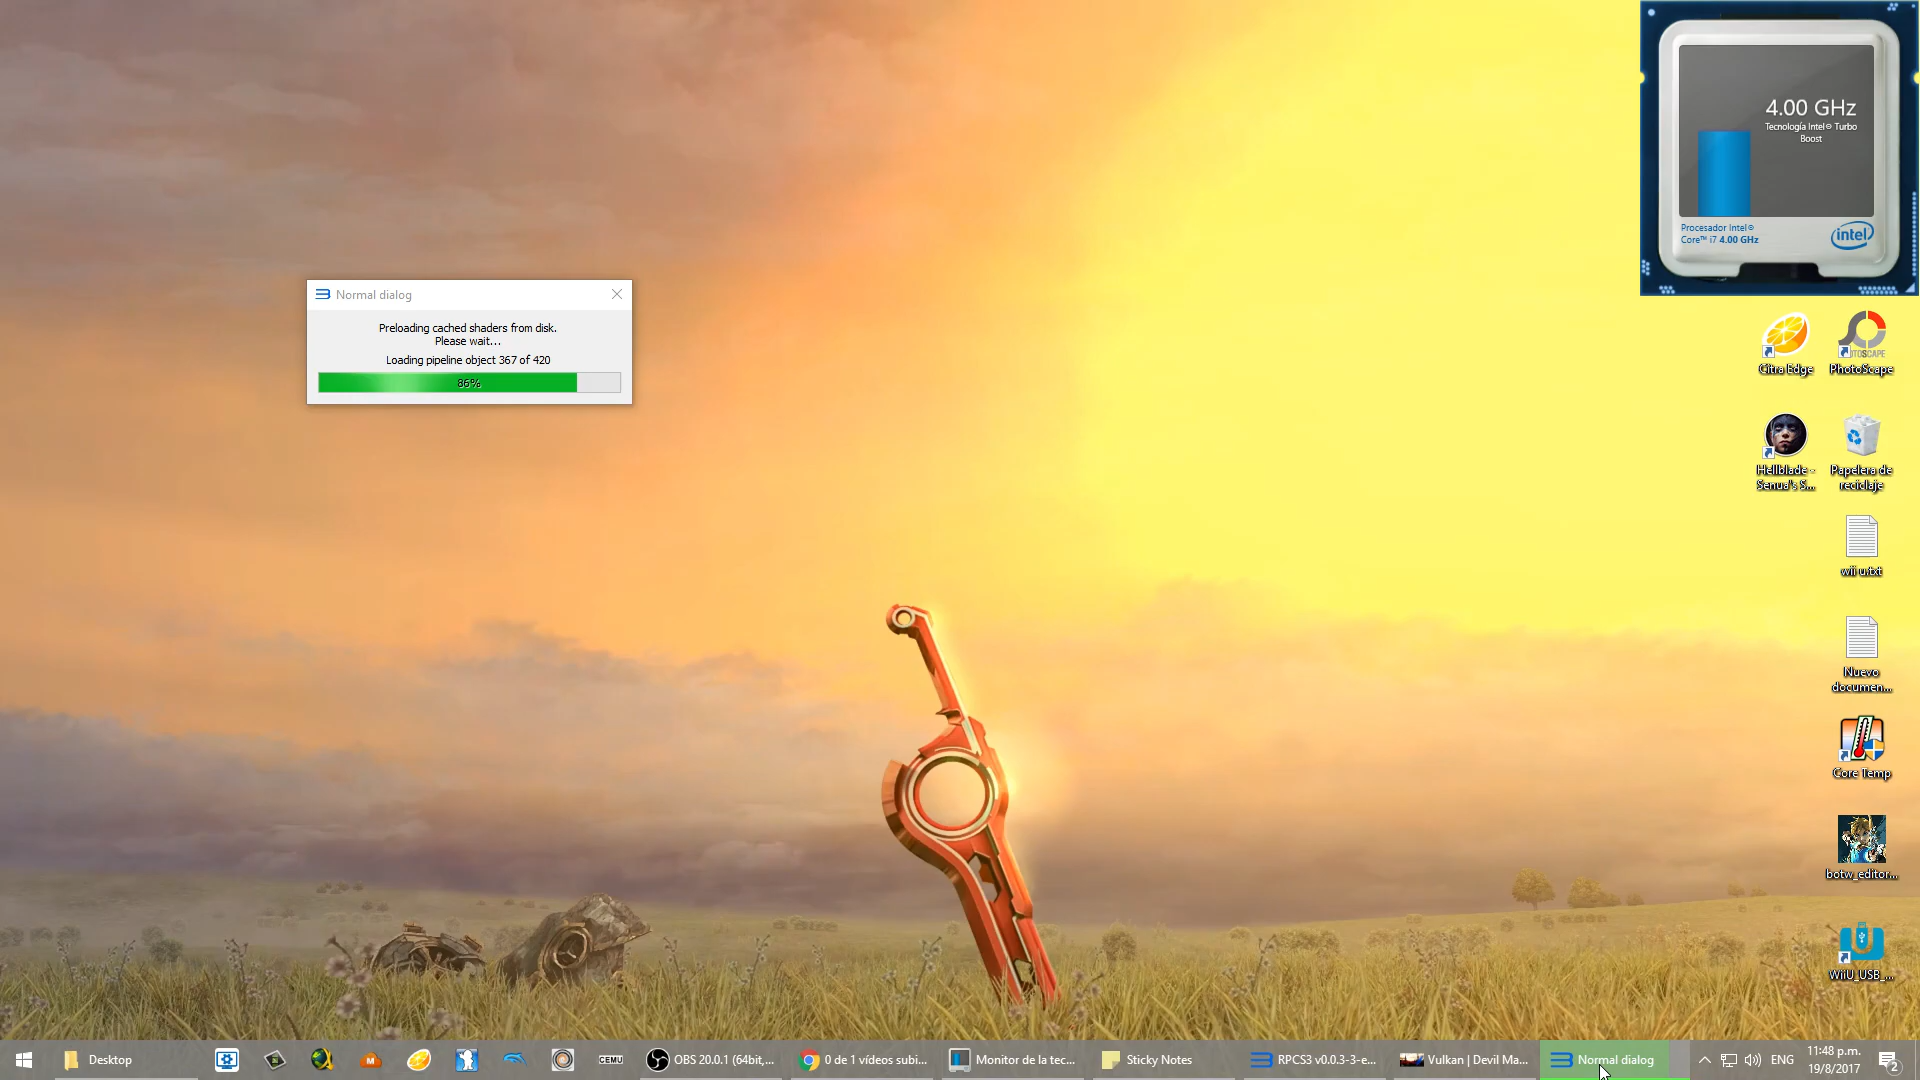 4.00 GHz
Tecnología Intel® Turbo
Boost
Procesador Intel®
Core™ i7 4.00 GHz
intel
Normal dialog
Preloading cached shaders from disk.
Please wait...
Loading pipeline object 367 of 420
86%
Citra Edge
PhotoScape
Hellblade -
Senua's S...
Papelera de
reciclaje
wii u.txt
Nuevo
documen...
Core Temp
botw_editor...
WiiU_USB_...
Desktop
CEMU
OBS 20.0.1 (64bit,...
0 de 1 vídeos subi...
Monitor de la tec...
Sticky Notes
RPCS3 v0.0.3-3-e...
Vulkan | Devil Ma...
Normal dialog
ENG
11:48 p.m.
19/8/2017
2